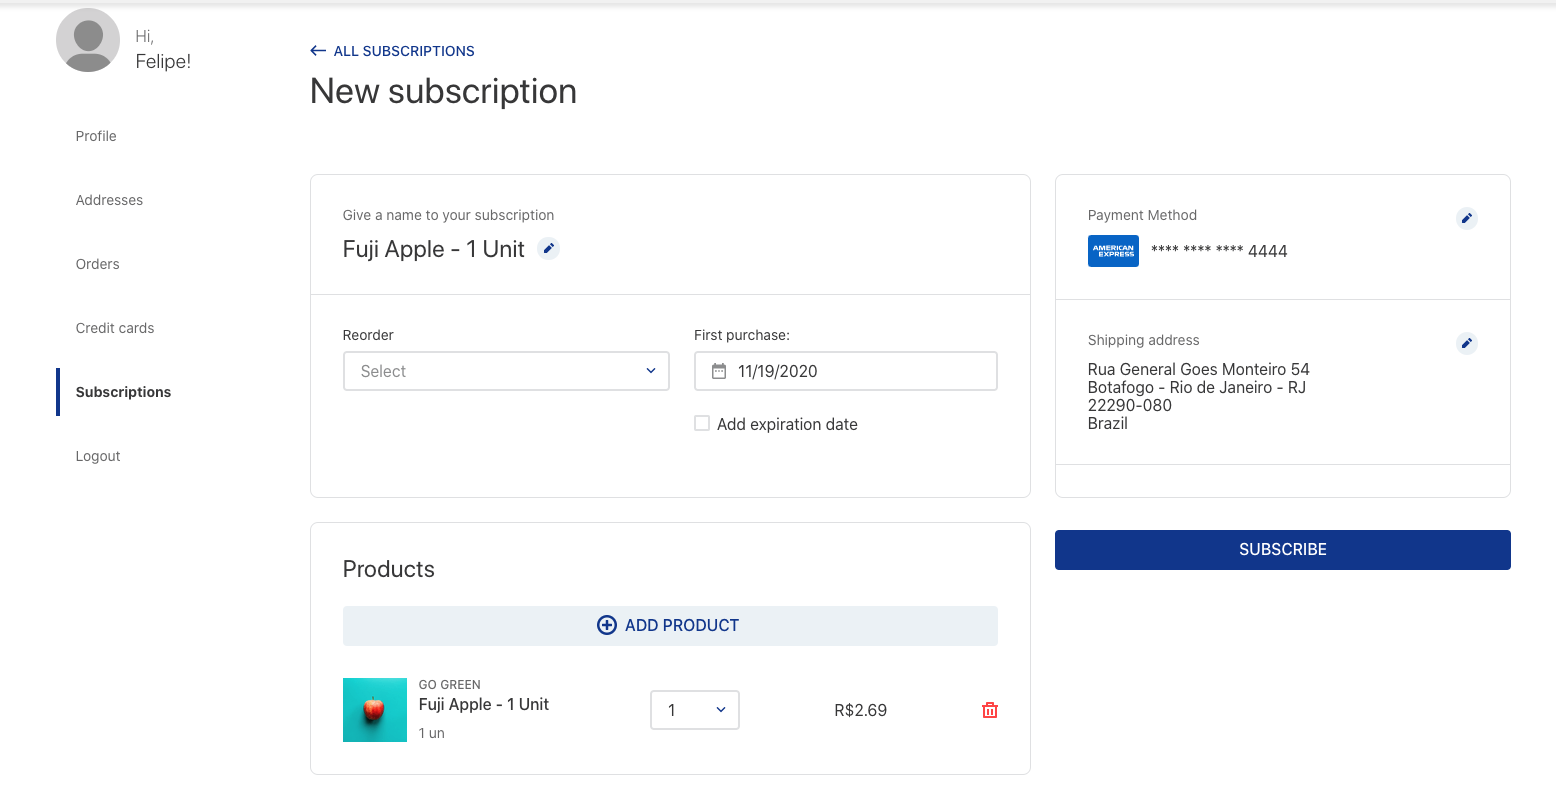 Hi,
Felipe!
Profile
Addresses
Orders
Credit cards
Subscriptions
Logout
← ALL SUBSCRIPTIONS
New subscription
Give a name to your subscription
Fuji Apple - 1 Unit
Reorder
Select
First purchase:
11/19/2020
Add expiration date
Payment Method
AMERICAN
EXPRESS
**** **** **** 4444
Shipping address
Rua General Goes Monteiro 54
Botafogo - Rio de Janeiro - RJ
22290-080
Brazil
SUBSCRIBE
Products
ADD PRODUCT
GO GREEN
Fuji Apple - 1 Unit
1 un
1
R$2.69